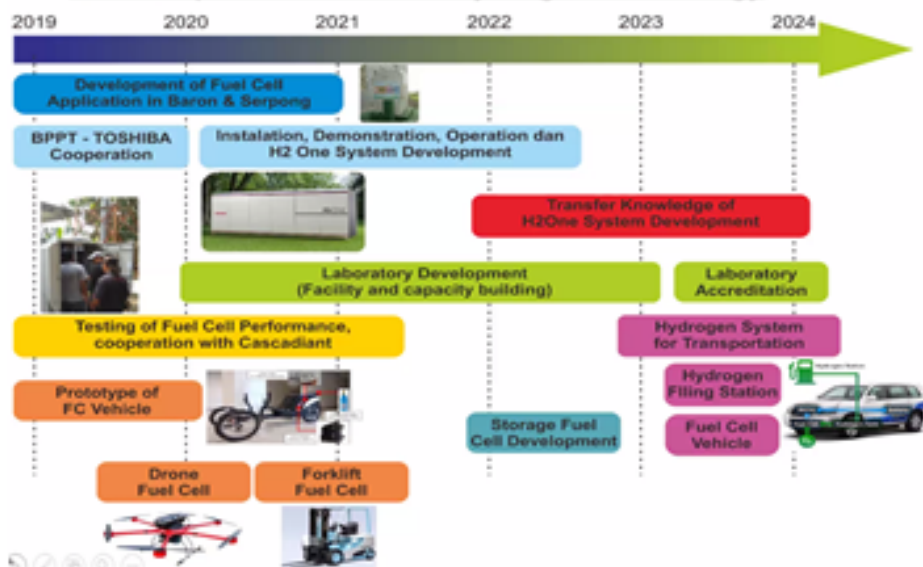 2019 2020 2021 2022 2023 2024
Development of Fuel Cell
Application in Baron & Serpong
BPPT - TOSHIBA
Cooperation
Instalation, Demonstration, Operation dan
H2 One System Development
Transfer Knowledge of
H2One System Development
Laboratory Development
(Facility and capacity building)
Laboratory
Accreditation
Testing of Fuel Cell Performance,
cooperation with Cascadiant
Hydrogen System
for Transportation
Prototype of
FC Vehicle
Hydrogen
Flling Station
Storage Fuel
Cell Development
Fuel Cell
Vehicle
Drone
Fuel Cell
Forklift
Fuel Cell